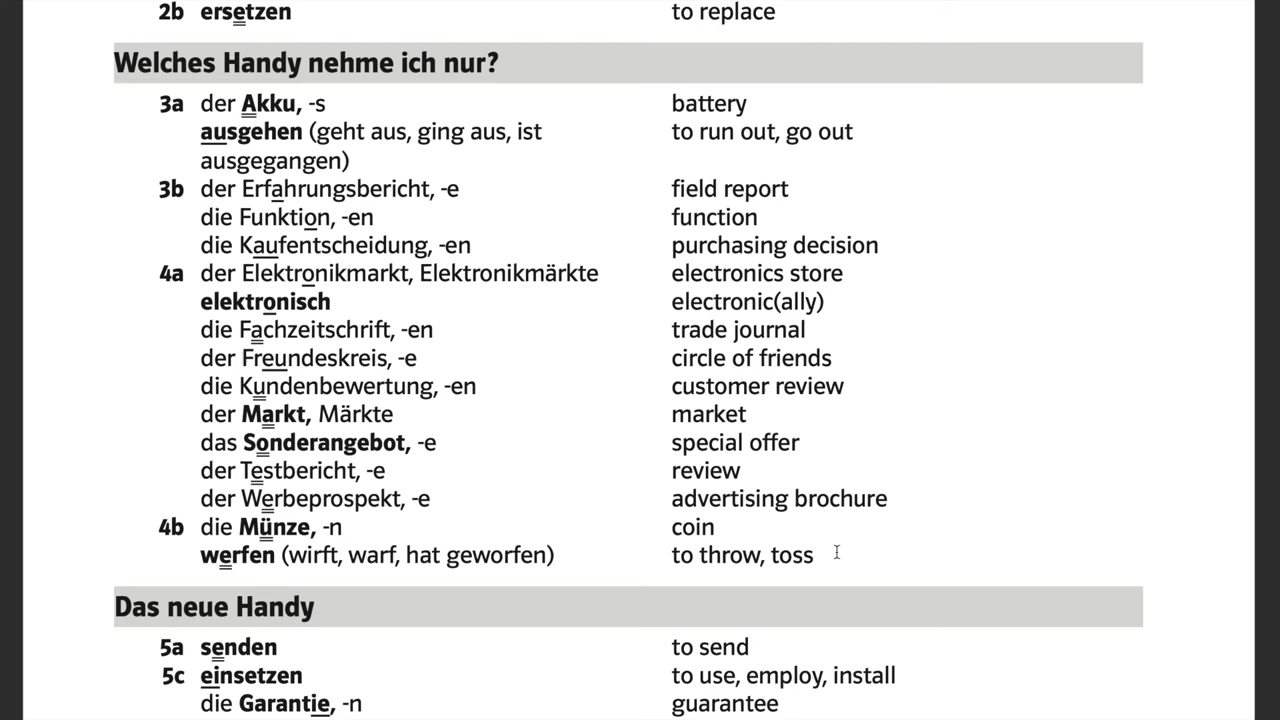 2b ersetzen to replace
Welches Handy nehme ich nur?
3a der Akku, -s battery
ausgehen (geht aus, ging aus, ist to run out, go out
ausgegangen)
3b der Erfahrungsbericht, -e field report
die Funktion, -en function
die Kaufentscheidung, -en purchasing decision
4a der Elektronikmarkt, Elektronikmärkte electronics store
elektronisch electronic(ally)
die Fachzeitschrift, -en trade journal
der Freundeskreis, -e circle of friends
die Kundenbewertung, -en customer review
der Markt, Märkte market
das Sonderangebot, -e special offer
der Testbericht, -e review
der Werbeprospekt, -e advertising brochure
4b die Münze, -n coin
werfen (wirft, warf, hat geworfen) to throw, toss
Das neue Handy
5a senden to send
5c einsetzen to use, employ, install
die Garantie, -n guarantee